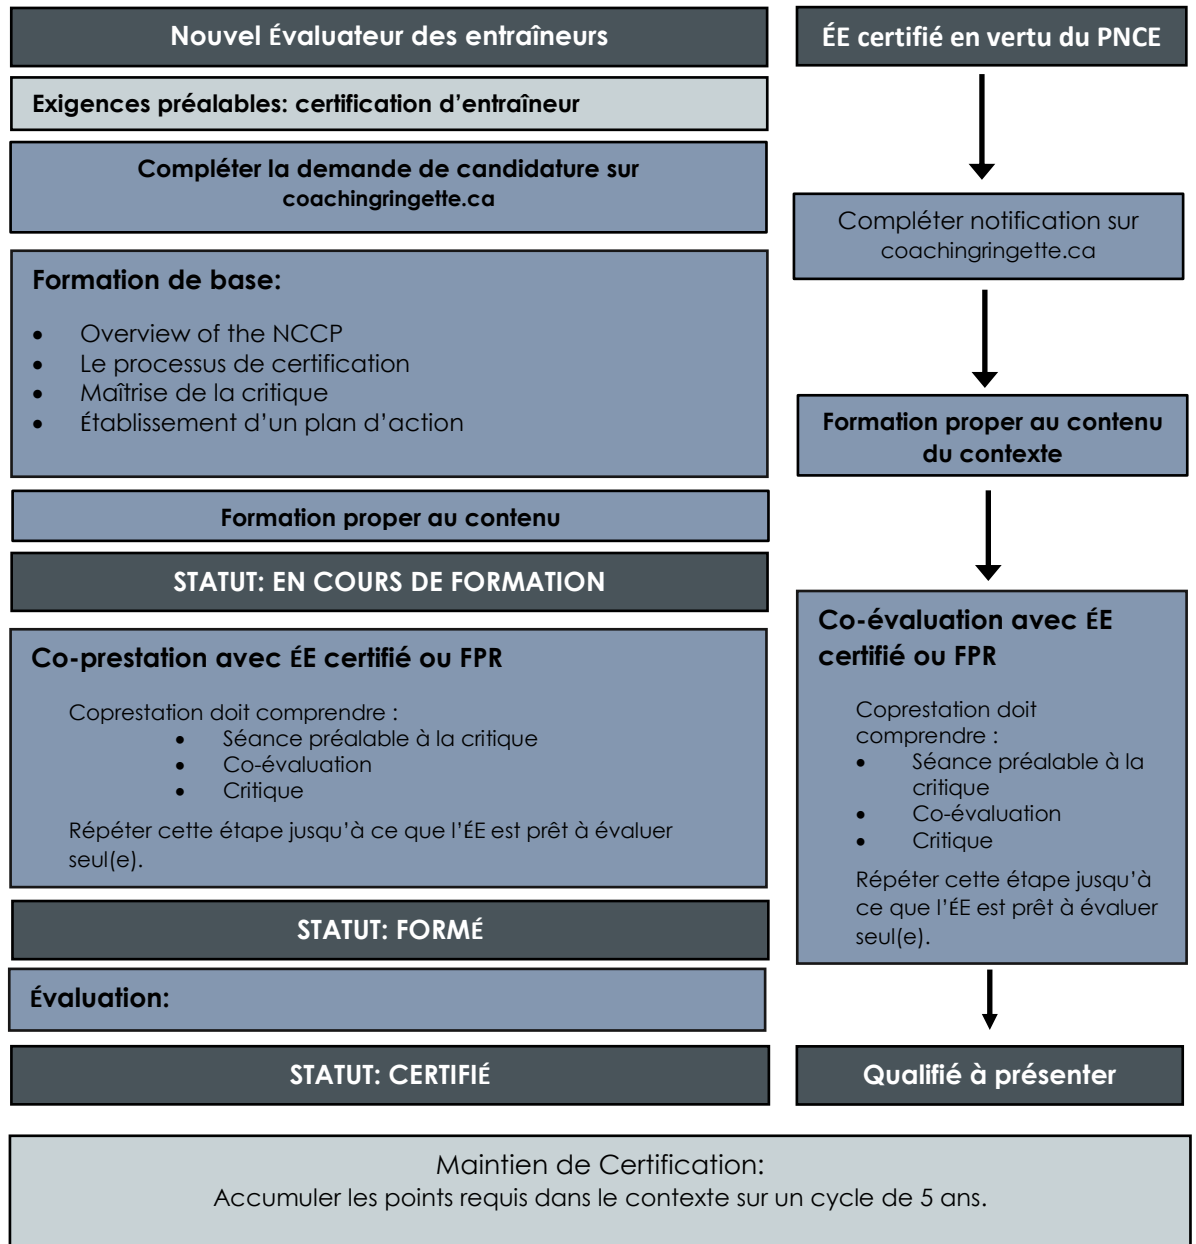 Nouvel Évaluateur des entraîneurs
Exigences préalables: certification d’entraîneur
Compléter la demande de candidature sur
coachingringette.ca
Formation de base:
• Overview of the NCCP
• Le processus de certification
• Maîtrise de la critique
• Établissement d’un plan d’action
Formation proper au contenu
STATUT: EN COURS DE FORMATION
Co-prestation avec ÉE certifié ou FPR
Coprestation doit comprendre :
• Séance préalable à la critique
• Co-évaluation
• Critique
Répéter cette étape jusqu’à ce que l’ÉE est prêt à évaluer
seul(e).
STATUT: FORMÉ
Évaluation:
STATUT: CERTIFIÉ
ÉE certifié en vertu du PNCE
Compléter notification sur
coachingringette.ca
Formation proper au contenu
du contexte
Co-évaluation avec ÉE
certifié ou FPR
Coprestation doit
comprendre :
• Séance préalable à la
critique
• Co-évaluation
• Critique
Répéter cette étape jusqu’à
ce que l’ÉE est prêt à évaluer
seul(e).
Qualifié à présenter
Maintien de Certification:
Accumuler les points requis dans le contexte sur un cycle de 5 ans.